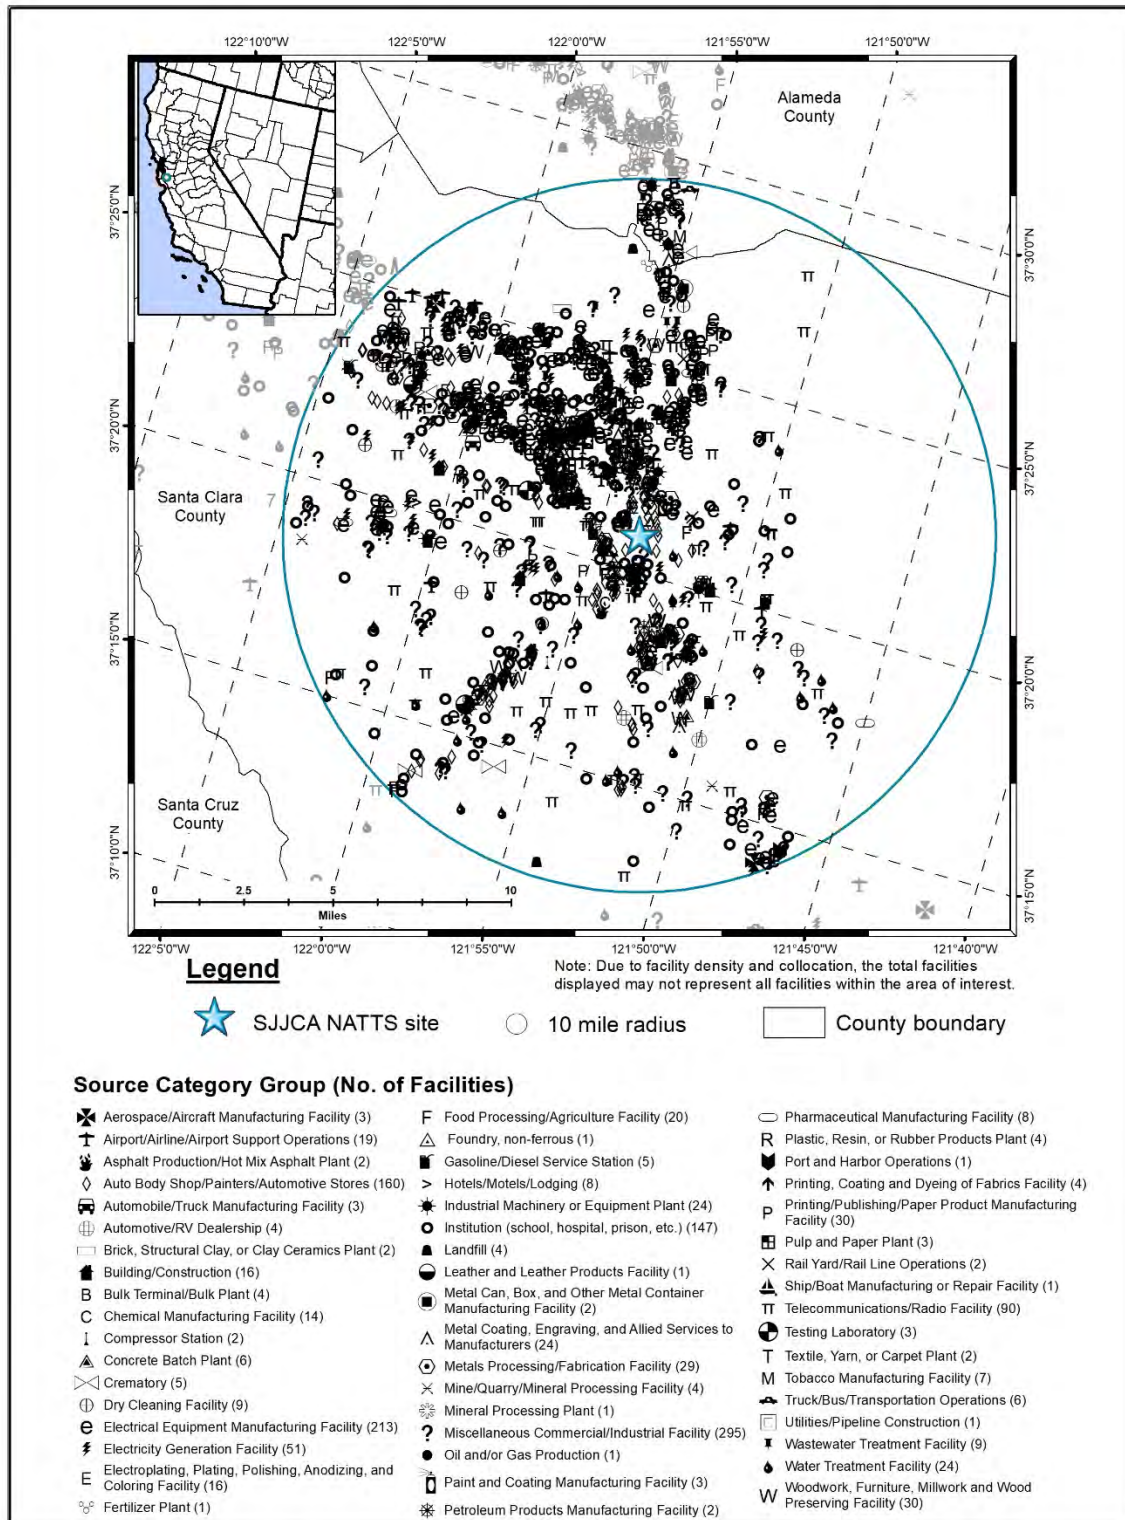 122°10'0"W 122°5'0"W 122°0'0"W 121°55'0"W 121°50'0"W
Alameda
County
37°25'0"N
37°30'0"N
37°20'0"N
37°25'0"N
Santa Clara
County
37°15'0"N
37°20'0"N
Santa Cruz
County
37°10'0"N
37°15'0"N
0 2.5 5 10
Miles
122°5'0"W 122°0'0"W 121°55'0"W 121°50'0"W 121°45'0"W 121°40'0"W
Legend
Note: Due to facility density and collocation, the total facilities
displayed may not represent all facilities within the area of interest.
SJJCA NATTS site 10 mile radius County boundary
Source Category Group (No. of Facilities)
Aerospace/Aircraft Manufacturing Facility (3)
Airport/Airline/Airport Support Operations (19)
Asphalt Production/Hot Mix Asphalt Plant (2)
Auto Body Shop/Painters/Automotive Stores (160)
Automobile/Truck Manufacturing Facility (3)
Automotive/RV Dealership (4)
Brick, Structural Clay, or Clay Ceramics Plant (2)
Building/Construction (16)
B Bulk Terminal/Bulk Plant (4)
C Chemical Manufacturing Facility (14)
Compressor Station (2)
Concrete Batch Plant (6)
Crematory (5)
Dry Cleaning Facility (9)
e Electrical Equipment Manufacturing Facility (213)
Electricity Generation Facility (51)
E Electroplating, Plating, Polishing, Anodizing, and
Coloring Facility (16)
Fertilizer Plant (1)
F Food Processing/Agriculture Facility (20)
Foundry, non-ferrous (1)
Gasoline/Diesel Service Station (5)
> Hotels/Motels/Lodging (8)
Industrial Machinery or Equipment Plant (24)
Institution (school, hospital, prison, etc.) (147)
Landfill (4)
Leather and Leather Products Facility (1)
Metal Can, Box, and Other Metal Container
Manufacturing Facility (2)
Metal Coating, Engraving, and Allied Services to
Manufacturers (24)
Metals Processing/Fabrication Facility (29)
Mine/Quarry/Mineral Processing Facility (4)
Mineral Processing Plant (1)
? Miscellaneous Commercial/Industrial Facility (295)
Oil and/or Gas Production (1)
Paint and Coating Manufacturing Facility (3)
Petroleum Products Manufacturing Facility (2)
Pharmaceutical Manufacturing Facility (8)
R Plastic, Resin, or Rubber Products Plant (4)
Port and Harbor Operations (1)
Printing, Coating and Dyeing of Fabrics Facility (4)
P Printing/Publishing/Paper Product Manufacturing
Facility (30)
Pulp and Paper Plant (3)
Rail Yard/Rail Line Operations (2)
Ship/Boat Manufacturing or Repair Facility (1)
π Telecommunications/Radio Facility (90)
Testing Laboratory (3)
T Textile, Yarn, or Carpet Plant (2)
M Tobacco Manufacturing Facility (7)
Truck/Bus/Transportation Operations (6)
Utilities/Pipeline Construction (1)
Wastewater Treatment Facility (9)
Water Treatment Facility (24)
W Woodwork, Furniture, Millwork and Wood
Preserving Facility (30)